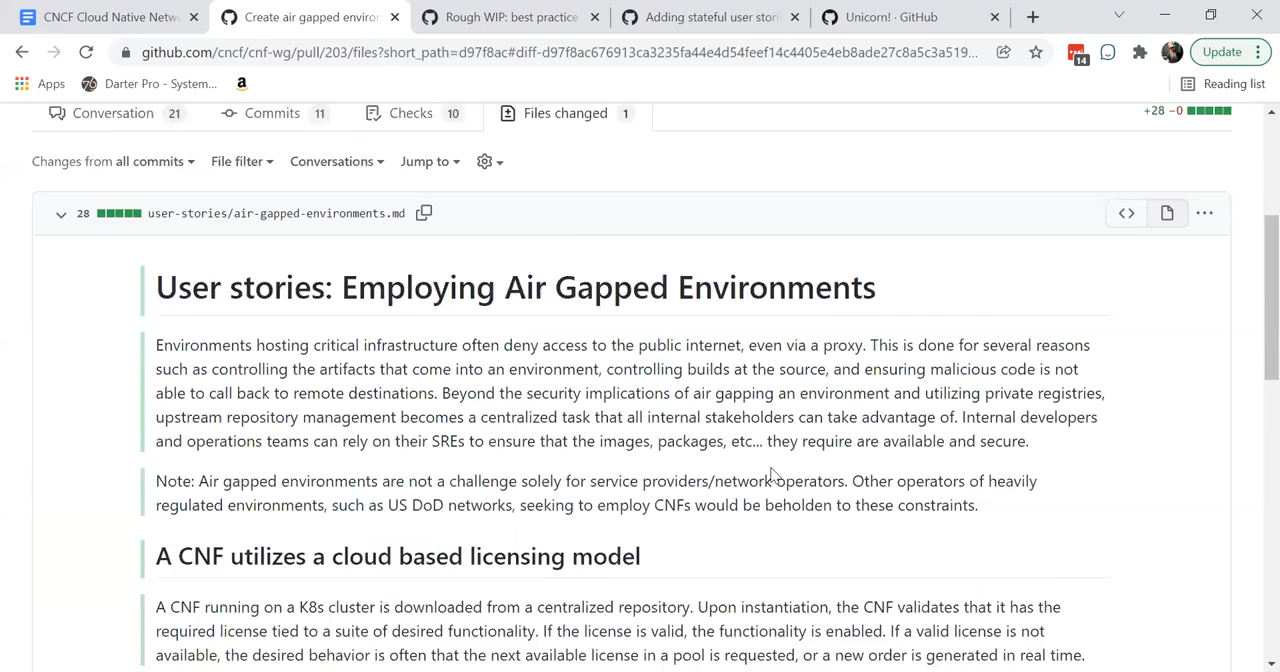 CNCF Cloud Native Netw
Create air gapped enviro
Rough WIP: best practice
Adding stateful user stori
Unicorn! · GitHub
github.com/cncf/cnf-wg/pull/203/files?short_path=d97f8ac#diff-d97f8ac676913ca3235fa44e4d54feef14c4405e4eb8ade27c8a5c3a519...
14
Update
Apps
76
Darter Pro - System...
a
Reading list
Conversation 21
Commits 11
Checks 10
Files changed 1
+28 −0
Changes from all commits
File filter
Conversations
Jump to
28
user-stories/air-gapped-environments.md
User stories: Employing Air Gapped Environments
Environments hosting critical infrastructure often deny access to the public internet, even via a proxy. This is done for several reasons
such as controlling the artifacts that come into an environment, controlling builds at the source, and ensuring malicious code is not
able to call back to remote destinations. Beyond the security implications of air gapping an environment and utilizing private registries,
upstream repository management becomes a centralized task that all internal stakeholders can take advantage of. Internal developers
and operations teams can rely on their SREs to ensure that the images, packages, etc... they require are available and secure.
Note: Air gapped environments are not a challenge solely for service providers/network operators. Other operators of heavily
regulated environments, such as US DoD networks, seeking to employ CNFs would be beholden to these constraints.
A CNF utilizes a cloud based licensing model
A CNF running on a K8s cluster is downloaded from a centralized repository. Upon instantiation, the CNF validates that it has the
required license tied to a suite of desired functionality. If the license is valid, the functionality is enabled. If a valid license is not
available, the desired behavior is often that the next available license in a pool is requested, or a new order is generated in real time.